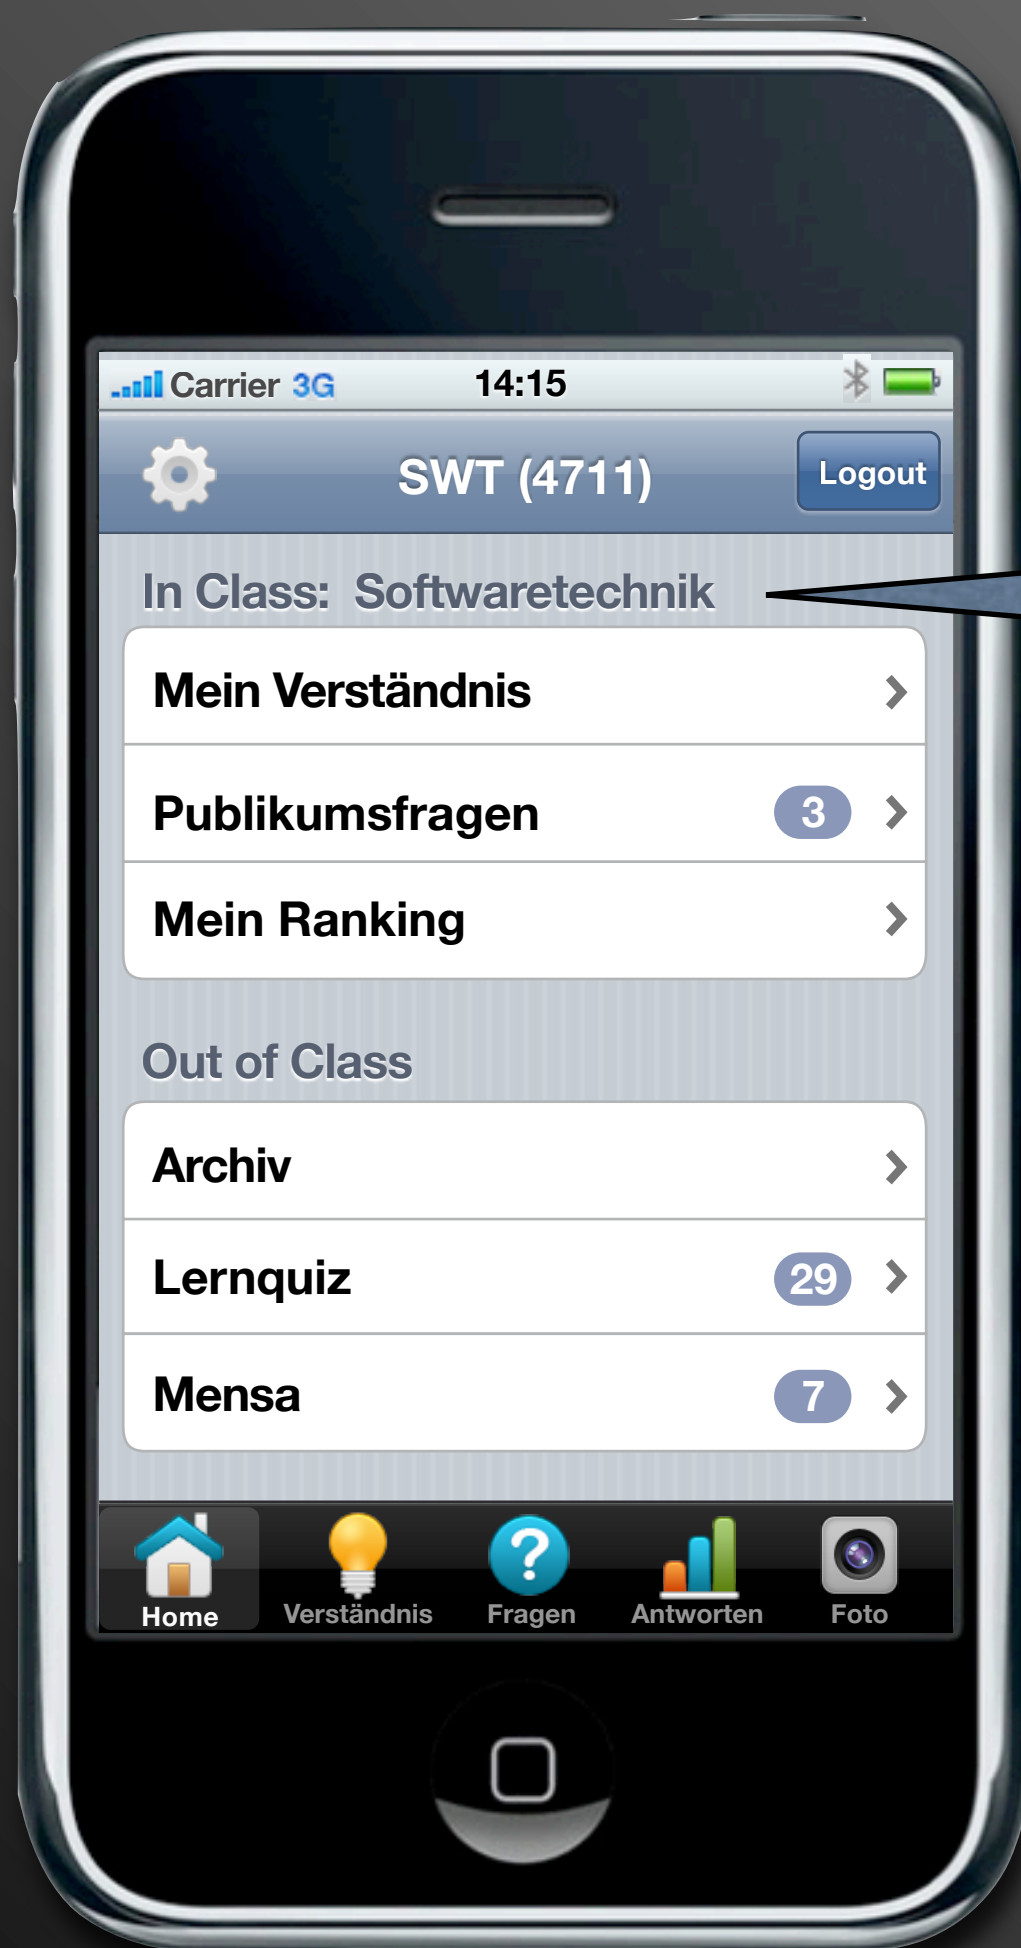 Carrier 3G 14:15
SWT (4711) Logout
In Class: Softwaretechnik
Mein Verständnis
Publikumsfragen 3
Mein Ranking
Out of Class
Archiv
Lernquiz 29
Mensa 7
Home Verständnis Fragen Antworten Foto